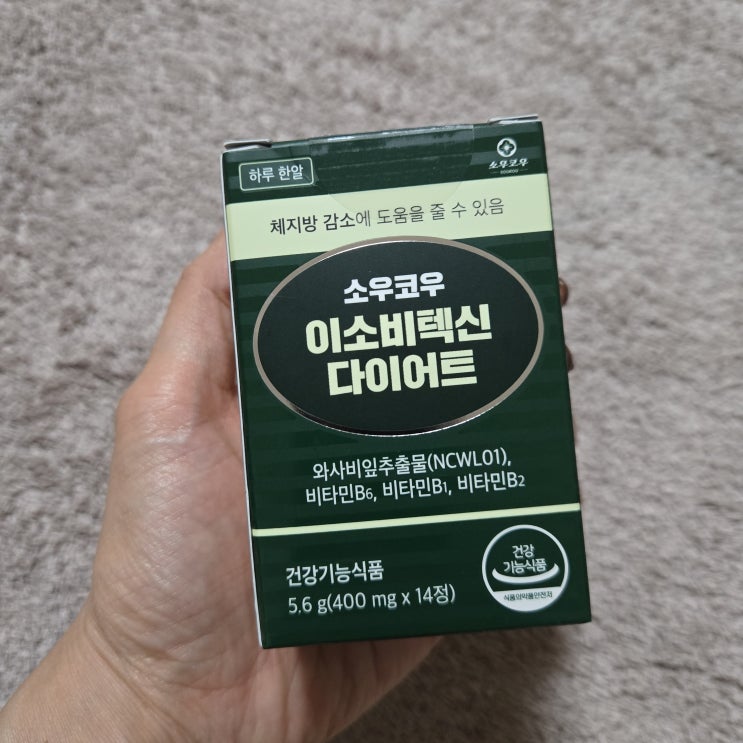 하루 한알
소우코우
SOOKOO
체지방 감소에 도움을 줄 수 있음
소우코우
이소비텍신
다이어트
와사비잎추출물(NCWL01),
비타민B6, 비타민B1, 비타민B2
건강기능식품
5.6 g(400 mg x 14정)
건강
기능식품
식품의약품안전처